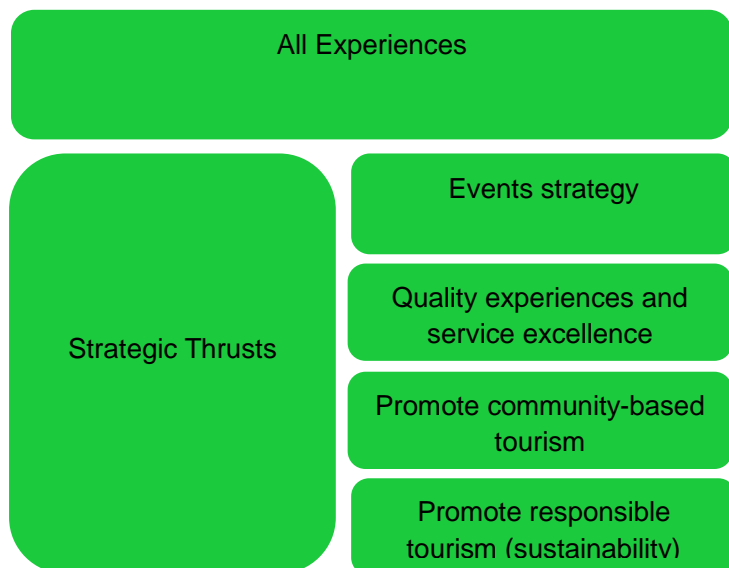 All Experiences
Events strategy
Quality experiences and
service excellence
Strategic Thrusts
Promote community-based
tourism
Promote responsible
tourism (sustainability)